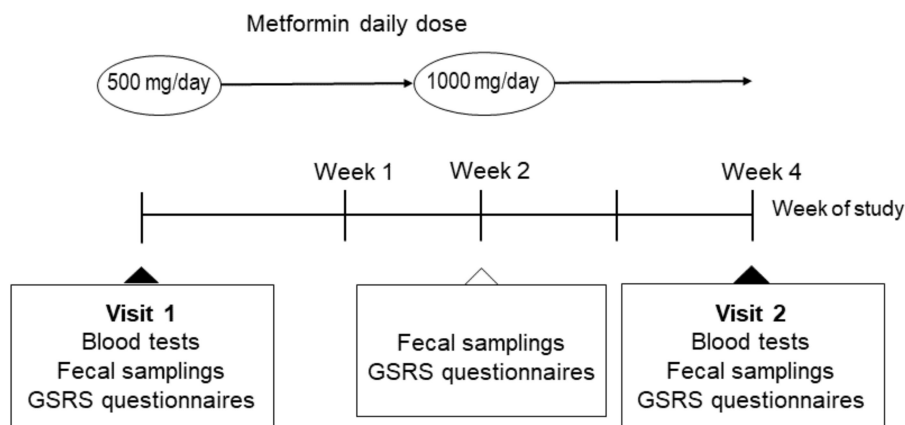 Metformin daily dose
500 mg/day
1000 mg/day
Week 1
Week 2
Week 4
Week of study
Visit 1
Blood tests
Fecal samplings
GSRS questionnaires
Fecal samplings
GSRS questionnaires
Visit 2
Blood tests
Fecal samplings
GSRS questionnaires